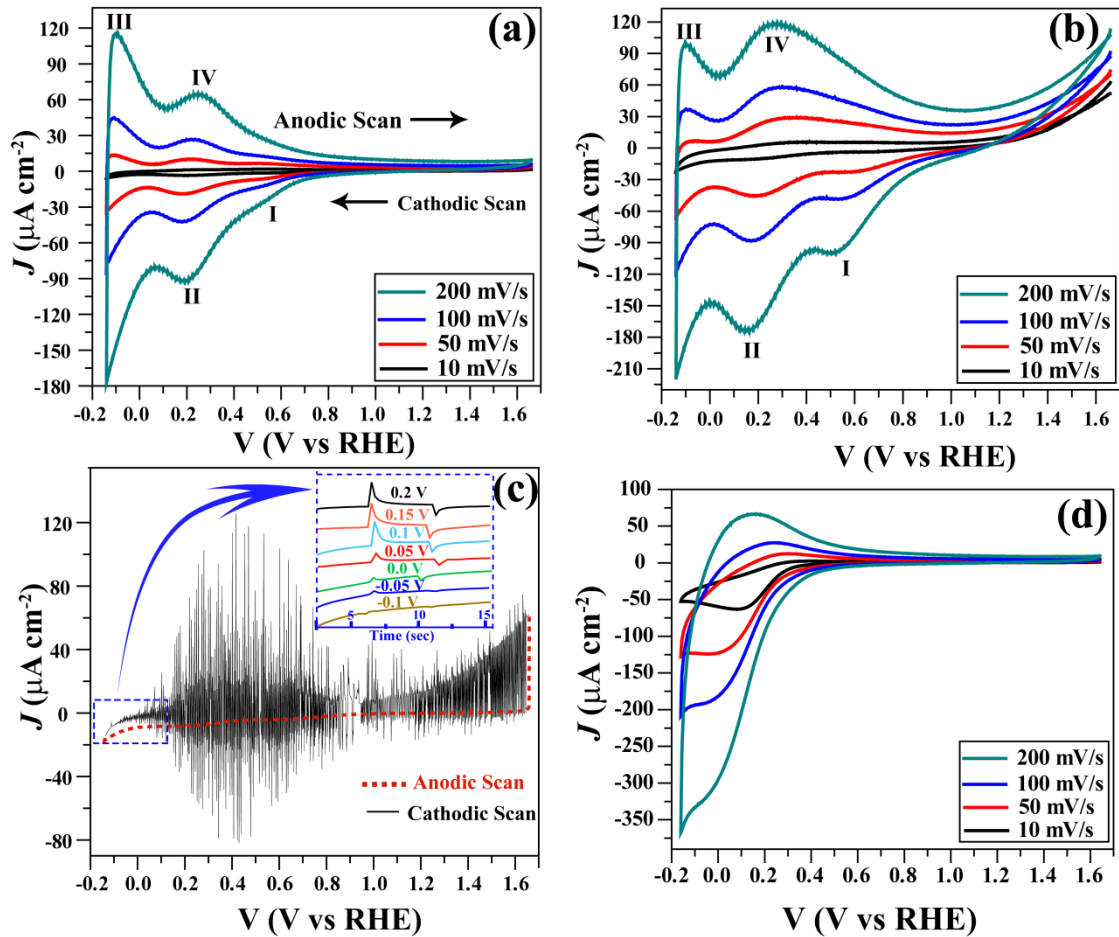 (a)
III
IV
Anodic Scan
Cathodic Scan
I
II
J (μA cm-2)
120
90
60
30
0
-30
-60
-90
-120
-150
-180
200 mV/s
100 mV/s
50 mV/s
10 mV/s
0.0 0.2 0.4 0.6 0.8 1.0 1.2 1.4 1.6
V (V vs RHE)
(b)
III
IV
I
II
J (μA cm-2)
120
90
60
30
0
-30
-60
-90
-120
-150
-180
-210
200 mV/s
100 mV/s
50 mV/s
10 mV/s
0.0 0.2 0.4 0.6 0.8 1.0 1.2 1.4 1.6
V (V vs RHE)
(c)
0.2 V
0.15 V
0.1 V
0.05 V
0.0 V
-0.05 V
-0.1 V
5 10 15
Time (sec)
J (μA cm-2)
120
80
40
0
-40
-80
Anodic Scan
Cathodic Scan
-0.2 0.0 0.2 0.4 0.6 0.8 1.0 1.2 1.4 1.6
V (V vs RHE)
(d)
J (μA cm-2)
100
50
0
-50
-100
-150
-200
-250
-300
-350
200 mV/s
100 mV/s
50 mV/s
10 mV/s
-0.2 0.0 0.2 0.4 0.6 0.8 1.0 1.2 1.4 1.6
V (V vs RHE)